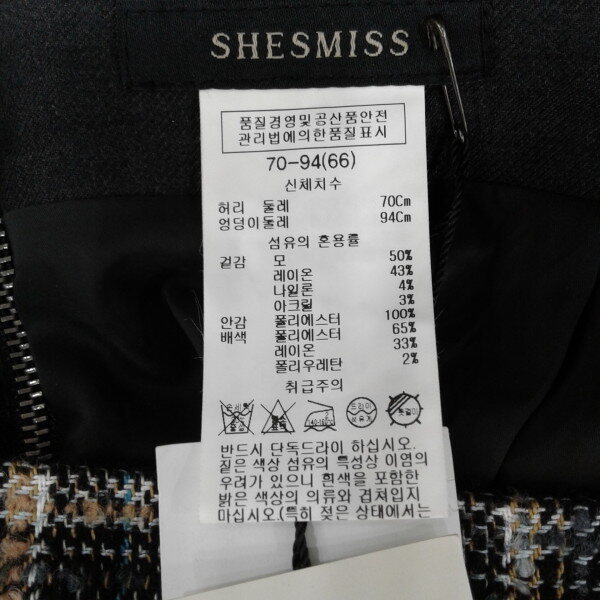 SHESMISS
품질경영및공산품안전
관리법에의한품질표시
70-94(66)
신체치수
허리 둘레 70Cm
엉덩이둘레 94Cm
섬유의 혼용률
겉감 모 50%
레이온 43%
나일론 4%
아크릴 3%
안감 폴리에스터 100%
배색 폴리에스터 65%
레이온 33%
폴리우레탄 2%
취급주의
반드시 단독드라이 하십시오.
짙은 색상 섬유의 특성상 이염의
우려가 있으니 흰색을 포함한
밝은 색상의 의류와 겹쳐입지
마십시오.(특히 젖은 상태에서는